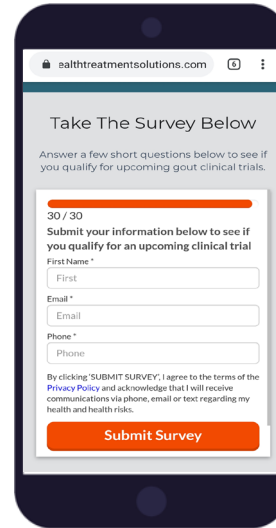 ealthtreatmentsolutions.com 6
Take The Survey Below
Answer a few short questions below to see if
you qualify for upcoming gout clinical trials.
30 / 30
Submit your information below to see if
you qualify for an upcoming clinical trial
First Name *
First
Email *
Email
Phone *
Phone
By clicking 'SUBMIT SURVEY', I agree to the terms of the
Privacy Policy and acknowledge that I will receive
communications via phone, email or text regarding my
health and health risks.
Submit Survey